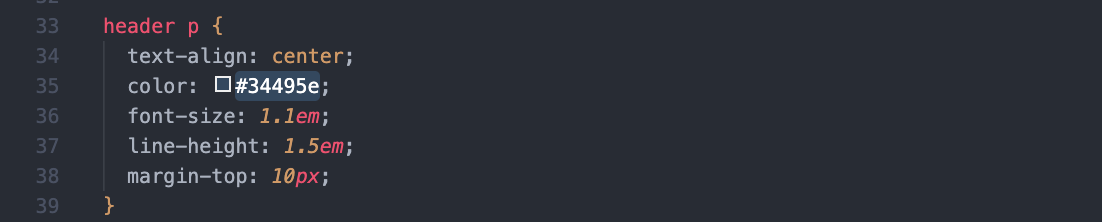 33 header p {
34 text-align: center;
35 color: #34495e;
36 font-size: 1.1em;
37 line-height: 1.5em;
38 margin-top: 10px;
39 }